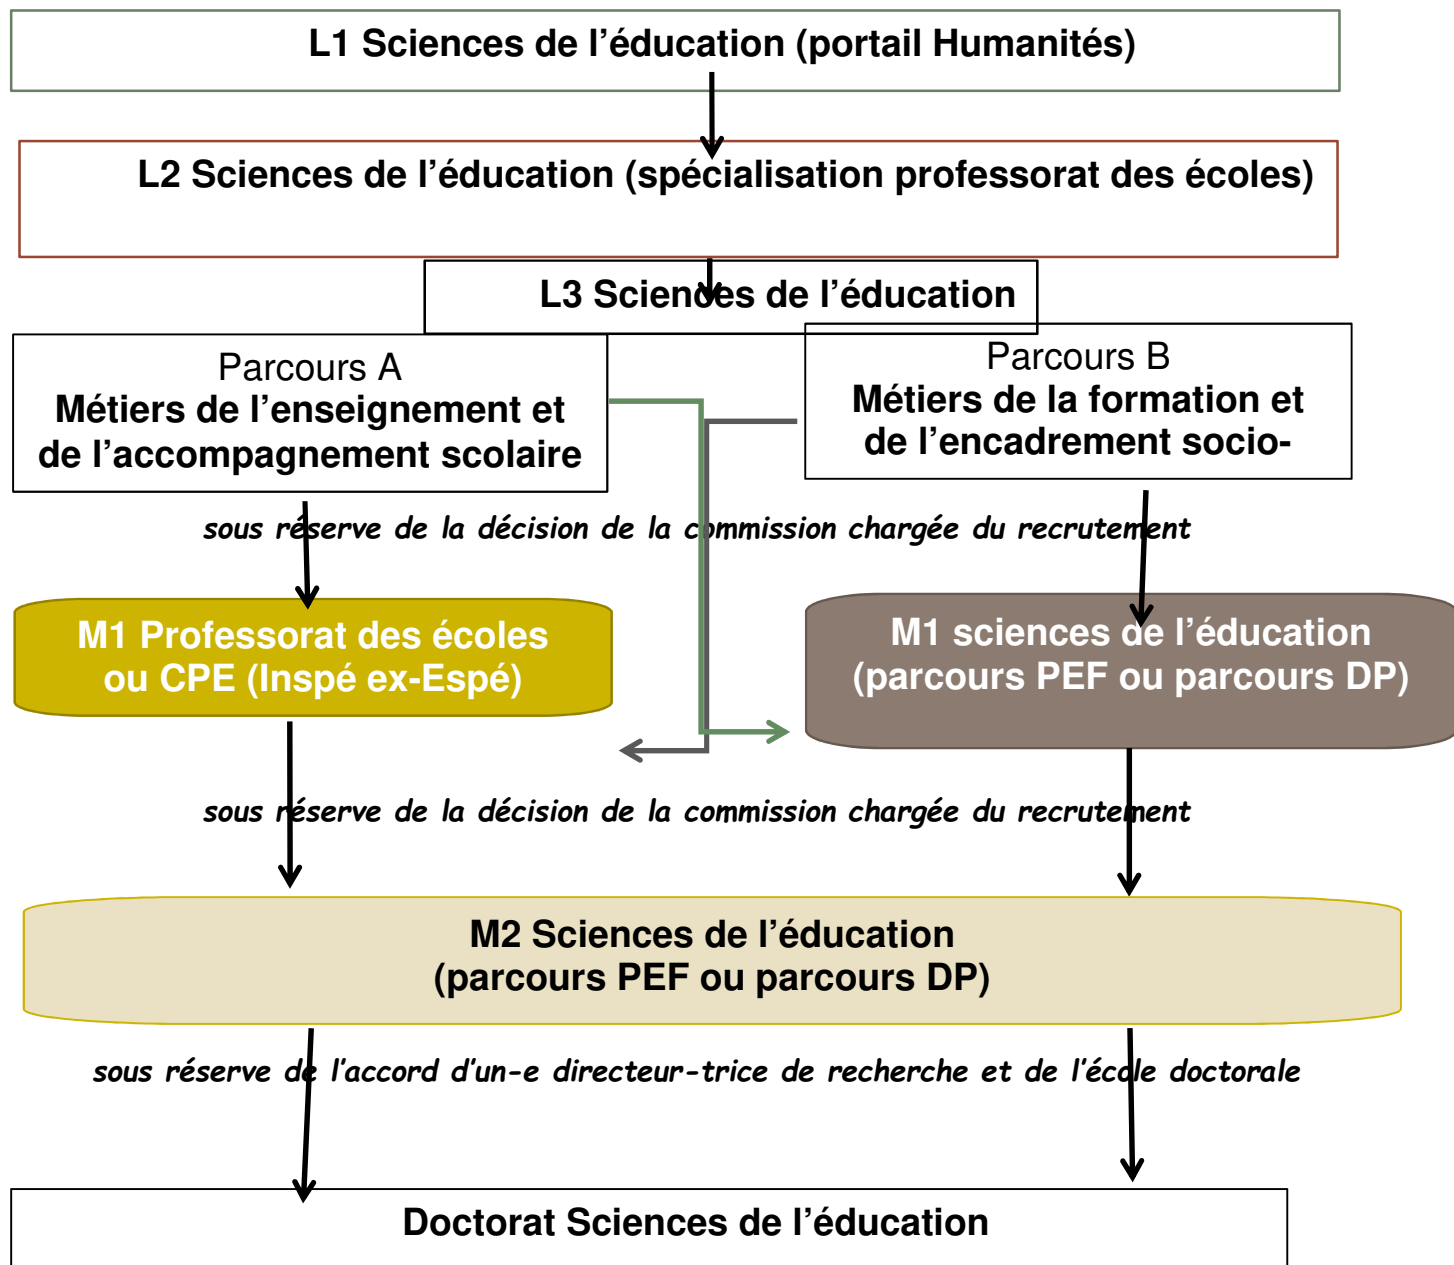 L1 Sciences de l’éducation (portail Humanités)
L2 Sciences de l’éducation (spécialisation professorat des écoles)
L3 Sciences de l’éducation
Parcours A
Métiers de l’enseignement et
de l’accompagnement scolaire
Parcours B
Métiers de la formation et
de l’encadrement socio-
sous réserve de la décision de la commission chargée du recrutement
M1 Professorat des écoles
ou CPE (Inspé ex-Espé)
M1 sciences de l’éducation
(parcours PEF ou parcours DP)
sous réserve de la décision de la commission chargée du recrutement
M2 Sciences de l’éducation
(parcours PEF ou parcours DP)
sous réserve de l'accord d'un-e directeur-trice de recherche et de l'école doctorale
Doctorat Sciences de l’éducation